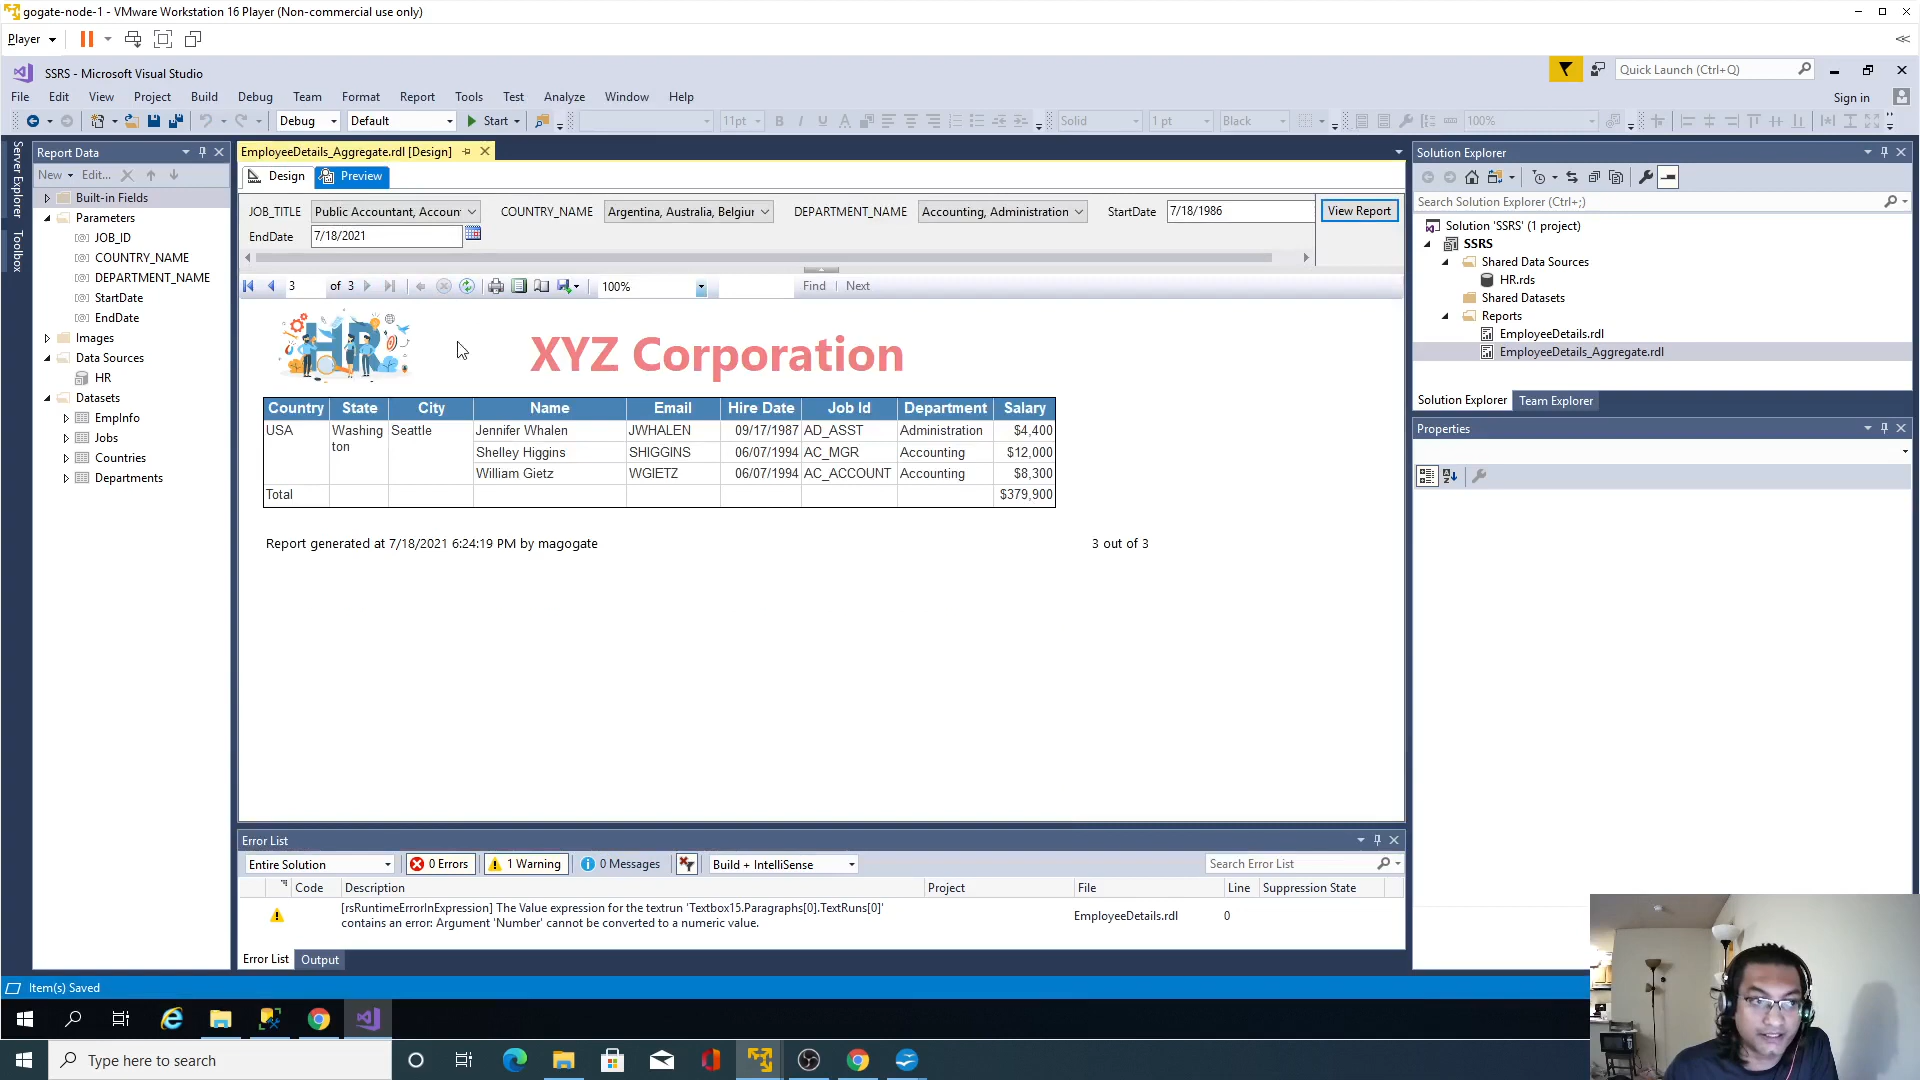 gogate-node-1 - VMware Workstation 16 Player (Non-commercial use only)
Player
SSRS - Microsoft Visual Studio
Quick Launch (Ctrl+Q)
File Edit View Project Build Debug Team Format Report Tools Test Analyze Window Help
Sign in
Debug Default Start 11pt B I U A Solid 1 pt Black 100%
Server Explorer
Toolbox
Report Data
New Edit...
Built-in Fields
Parameters
JOB_ID
COUNTRY_NAME
DEPARTMENT_NAME
StartDate
EndDate
Images
Data Sources
HR
Datasets
EmpInfo
Jobs
Countries
Departments
EmployeeDetails_Aggregate.rdl [Design]
Design Preview
JOB_TITLE Public Accountant, Accoun COUNTRY_NAME Argentina, Australia, Belgiur DEPARTMENT_NAME Accounting, Administration StartDate 7/18/1986 View Report
EndDate 7/18/2021
3 of 3 100% Find Next
HR
XYZ Corporation
Country State City Name Email Hire Date Job Id Department Salary
USA Washing Seattle Jennifer Whalen JWHALEN 09/17/1987 AD_ASST Administration $4,400
ton
Shelley Higgins SHIGGINS 06/07/1994 AC_MGR Accounting $12,000
William Gietz WGIETZ 06/07/1994 AC_ACCOUNT Accounting $8,300
Total $379,900
Report generated at 7/18/2021 6:24:19 PM by magogate 3 out of 3
Solution Explorer
Search Solution Explorer (Ctrl+;)
Solution 'SSRS' (1 project)
SSRS
Shared Data Sources
HR.rds
Shared Datasets
Reports
EmployeeDetails.rdl
EmployeeDetails_Aggregate.rdl
Solution Explorer Team Explorer
Properties
Error List
Entire Solution 0 Errors 1 Warning 0 Messages Build + IntelliSense Search Error List
Code Description Project File Line Suppression State
[rsRuntimeErrorInExpression] The Value expression for the textrun 'Textbox15.Paragraphs[0].TextRuns[0]'
contains an error: Argument 'Number' cannot be converted to a numeric value.
EmployeeDetails.rdl 0
Error List Output
Item(s) Saved
Type here to search